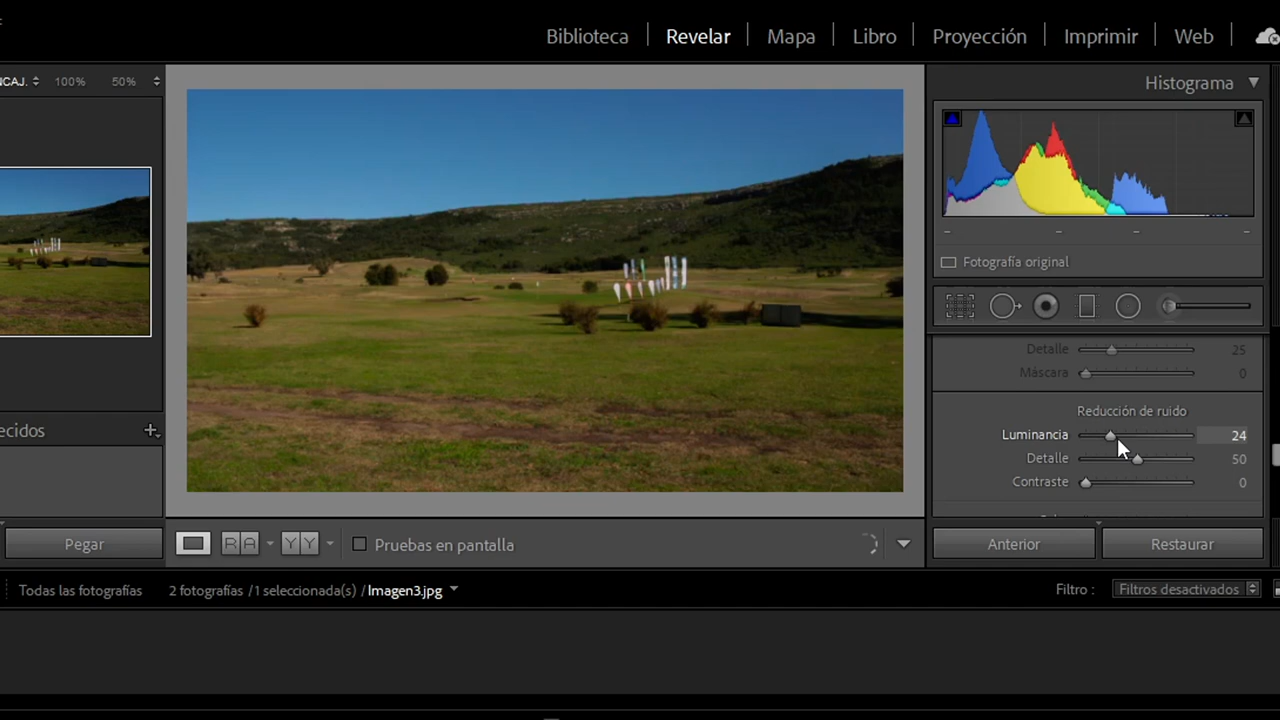 Biblioteca Revelar Mapa Libro Proyección Imprimir Web
CAJ. 100% 50%
Histograma
Fotografía original
Detalle 25
Máscara 0
Reducción de ruido
Luminancia 24
Detalle 50
Contraste 0
ecidos
Pegar
R A Y Y Pruebas en pantalla
Anterior Restaurar
Todas las fotografías 2 fotografías /1 seleccionada(s) /Imagen3.jpg
Filtro : Filtros desactivados